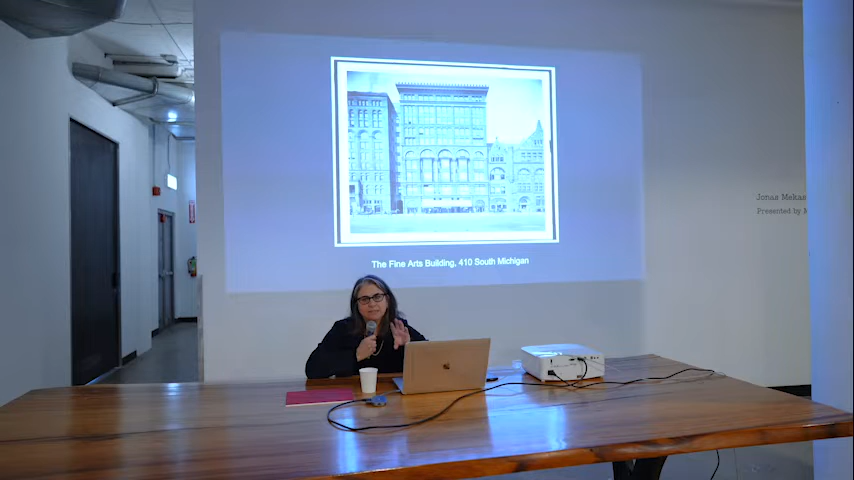 The Fine Arts Building, 410 South Michigan
Jonas Mekas
Presented by